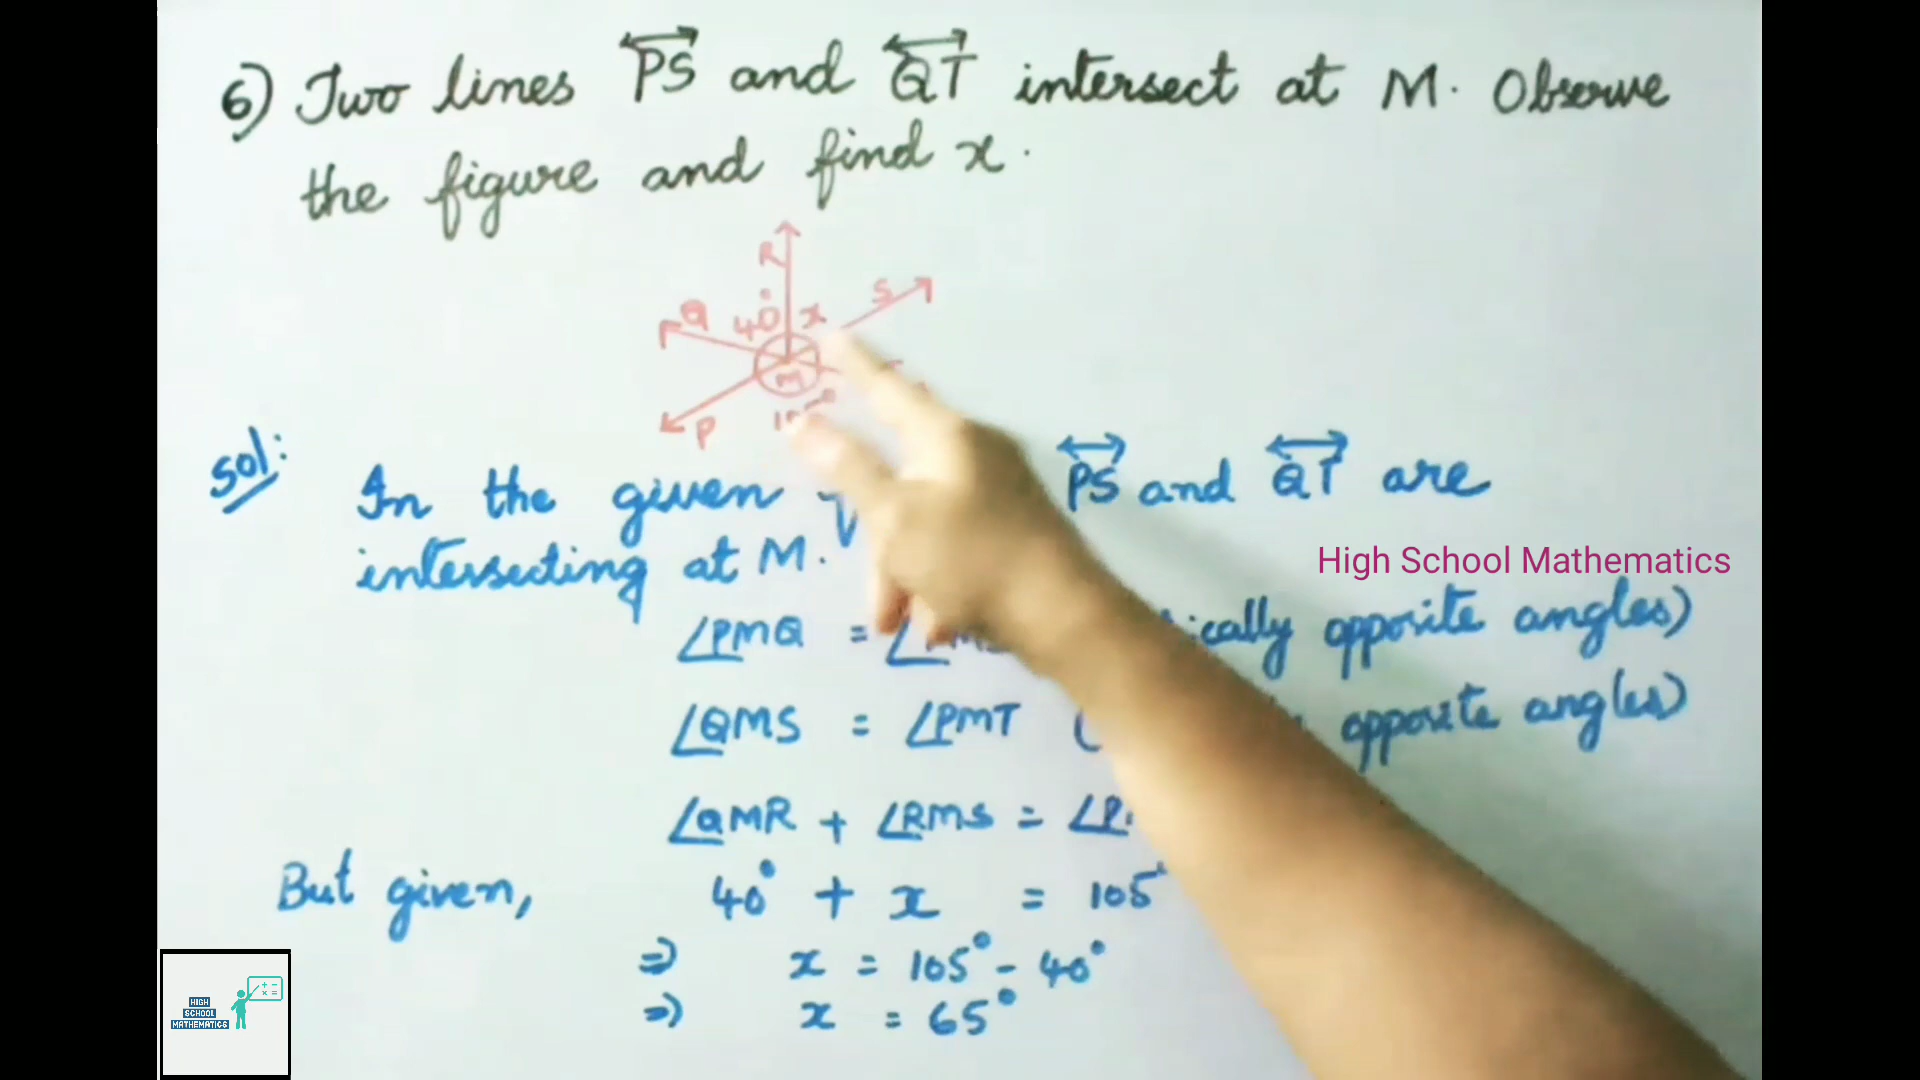 6) Two lines PS and QT intersect at M. Observe
the figure and find x.
R
S
Q 40° x
M
P
Sol:
In the given PS and QT are
intersecting at M.
High School Mathematics
∠PMQ = ∠ opposite angles)
∠QMS = ∠PMT ( opposite angles)
∠QMR + ∠RMS =
But given, 40° + x = 105°
⇒ x = 105° - 40°
⇒ x = 65°
HIGH
SCHOOL
MATHEMATICS